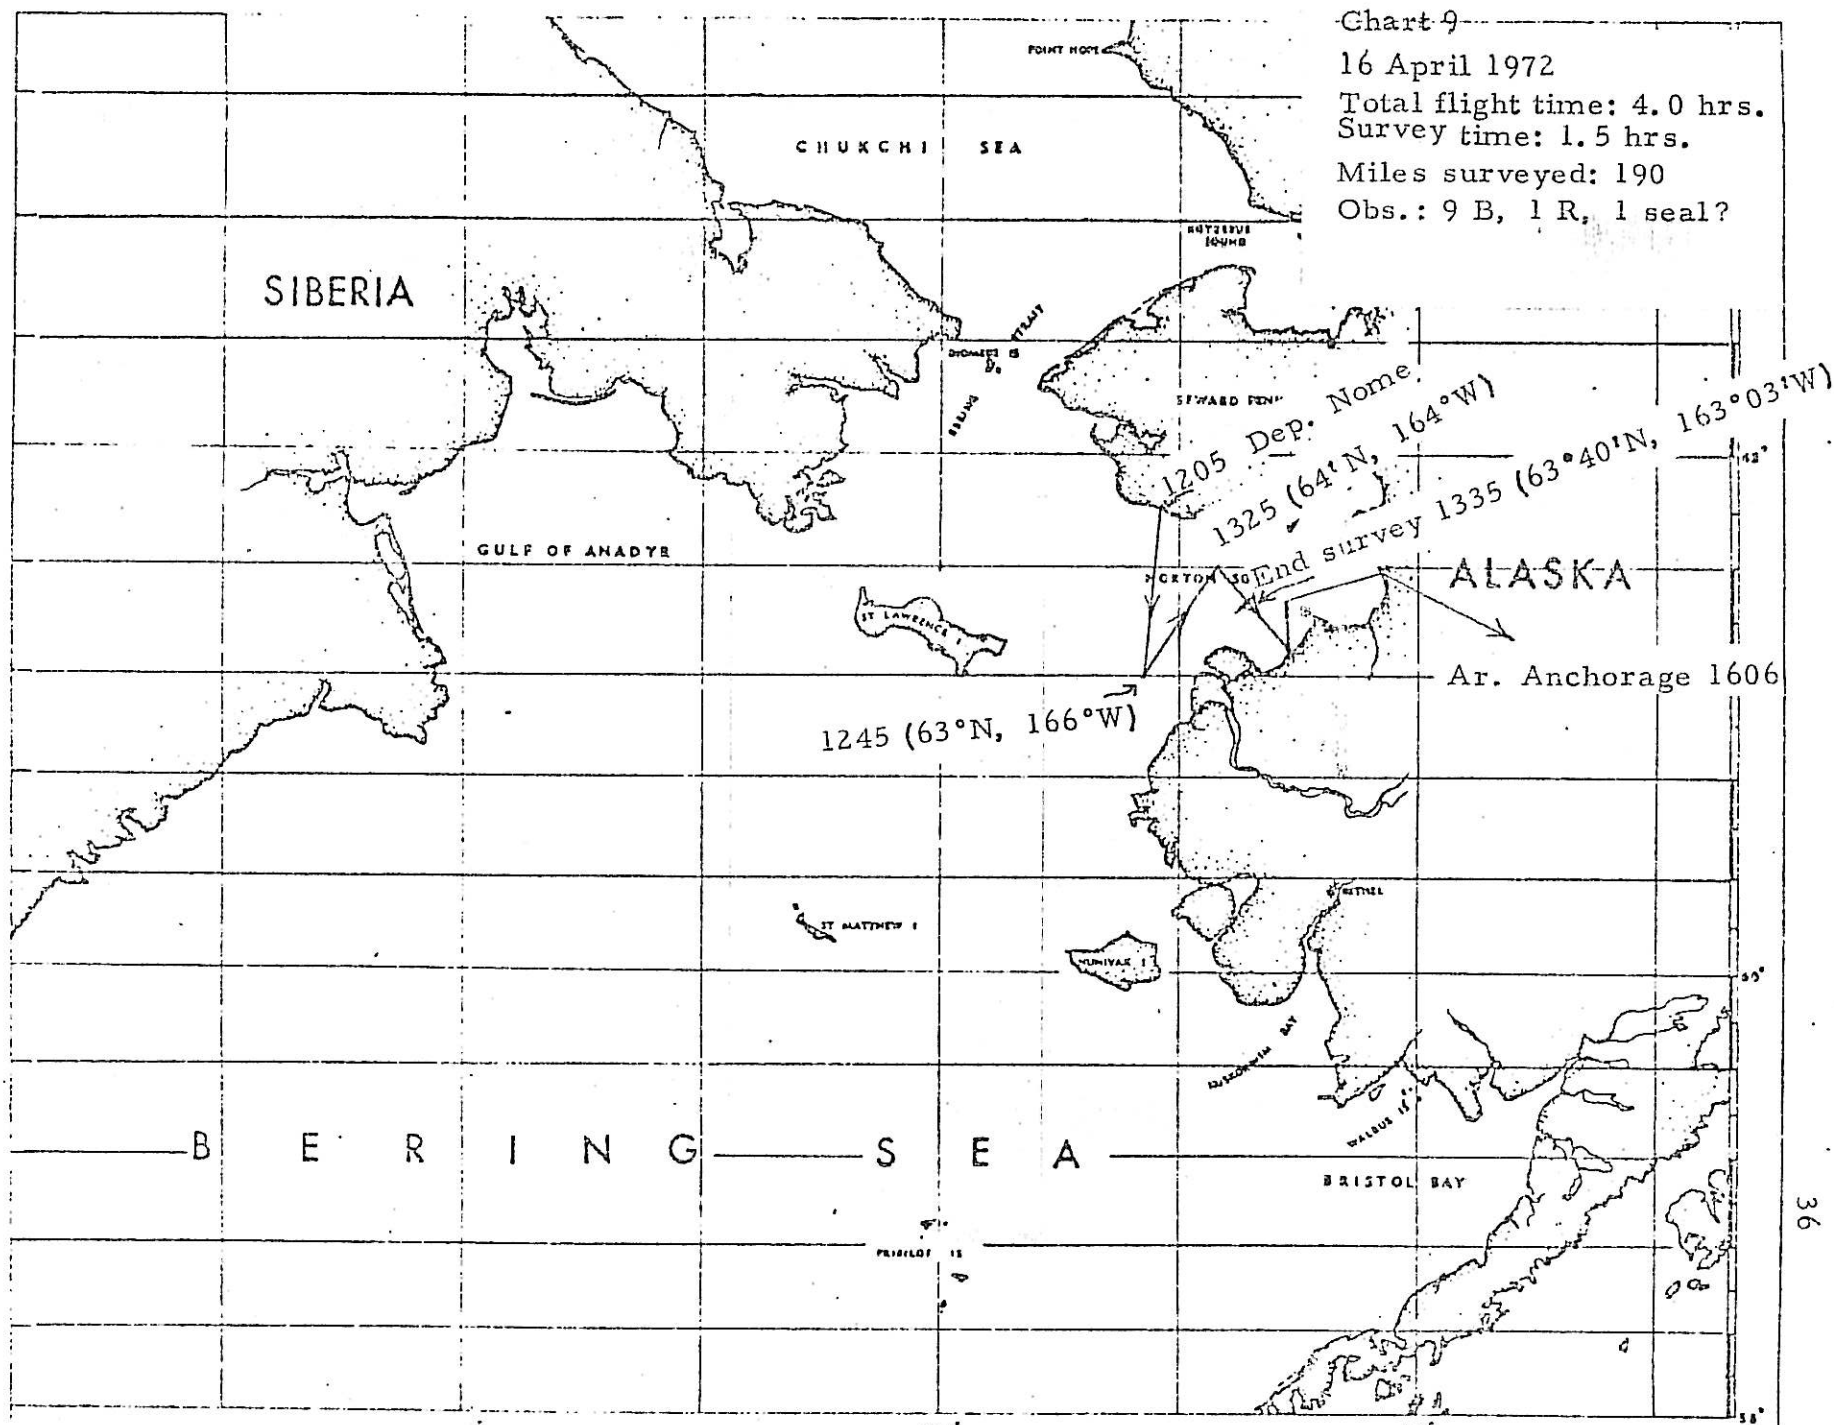 Chart 9
16 April 1972
Total flight time: 4.0 hrs.
Survey time: 1.5 hrs.
Miles surveyed: 190
Obs.: 9 B, 1 R, 1 seal?
POINT HOPE
CHUKCHI SEA
KOTZEBUE
SOUND
SIBERIA
BERING STRAIT
DIOMEDE IS
SEWARD PEN
1205 Dep. Nome
1325 (64'N, 164°W)
End survey 1335 (63°40'N, 163°03'W)
GULF OF ANADYR
NORTON SO
ALASKA
ST LAWRENCE I
Ar. Anchorage 1606
1245 (63°N, 166°W)
BETHEL
ST MATTHEW I
NUNIVAK I
KUSKOKWIM BAY
WALRUS IS
BERING SEA
BRISTOL BAY
PRIBILOF IS
36